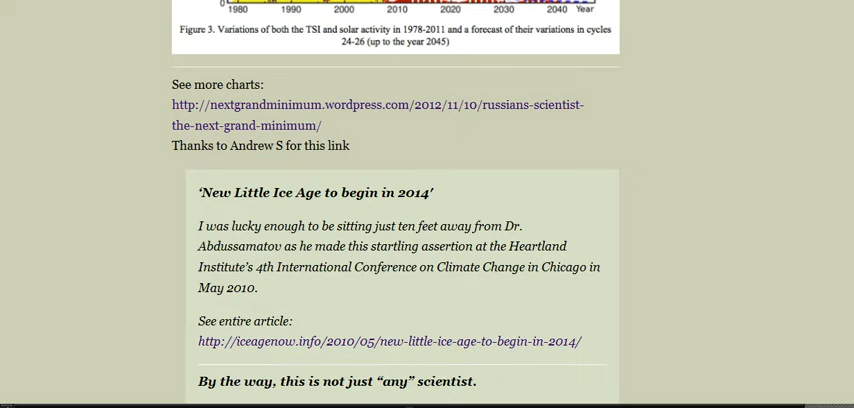 0
1980 1990 2000 2010 2020 2030 2040 Year
Figure 3. Variations of both the TSI and solar activity in 1978-2011 and a forecast of their variations in cycles
24-26 (up to the year 2045)
See more charts:
http://nextgrandminimum.wordpress.com/2012/11/10/russians-scientist-
the-next-grand-minimum/
Thanks to Andrew S for this link
‘New Little Ice Age to begin in 2014′
I was lucky enough to be sitting just ten feet away from Dr.
Abdussamatov as he made this startling assertion at the Heartland
Institute’s 4th International Conference on Climate Change in Chicago in
May 2010.
See entire article:
http://iceagenow.info/2010/05/new-little-ice-age-to-begin-in-2014/
By the way, this is not just “any” scientist.